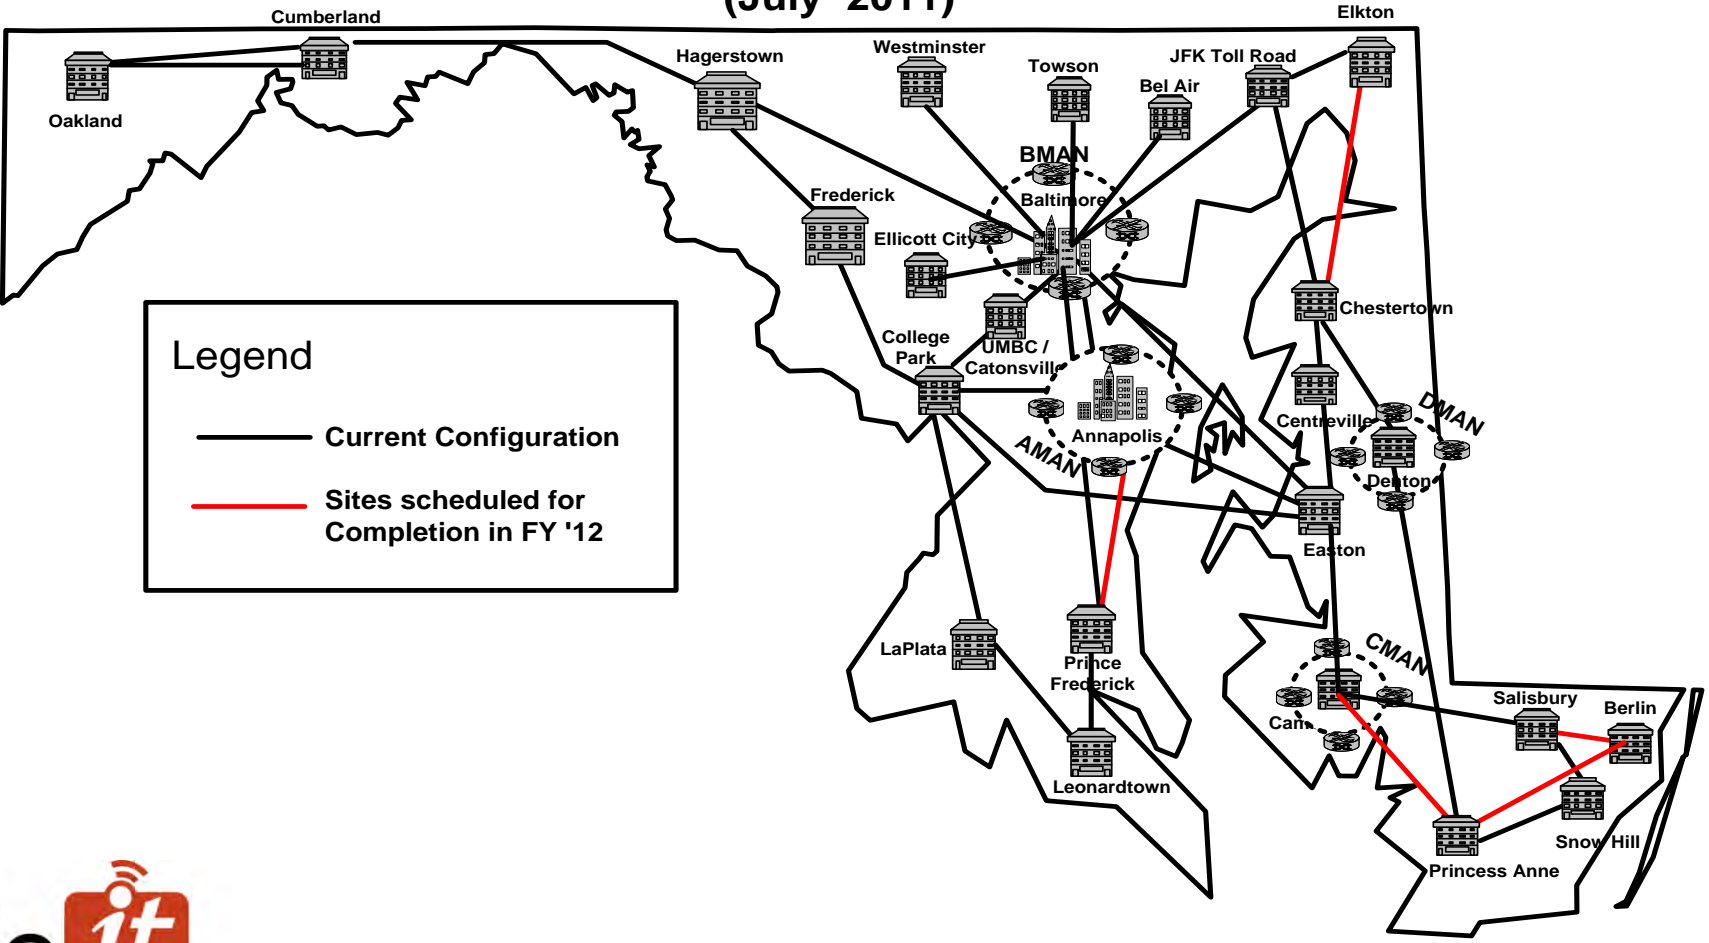 (July 2011)
Cumberland
Elkton
Hagerstown
Westminster
JFK Toll Road
Towson
Bel Air
Oakland
BMAN
Frederick
Baltimore
Ellicott City
Chestertown
College
Park
UMBC /
Catonsville
Legend
Current Configuration
Sites scheduled for
Completion in FY '12
Annapolis
AMAN
Centreville
DMAN
Denton
Easton
LaPlata
Prince
Frederick
CMAN
Cam
Salisbury
Berlin
Leonardtown
Snow Hill
Princess Anne
it